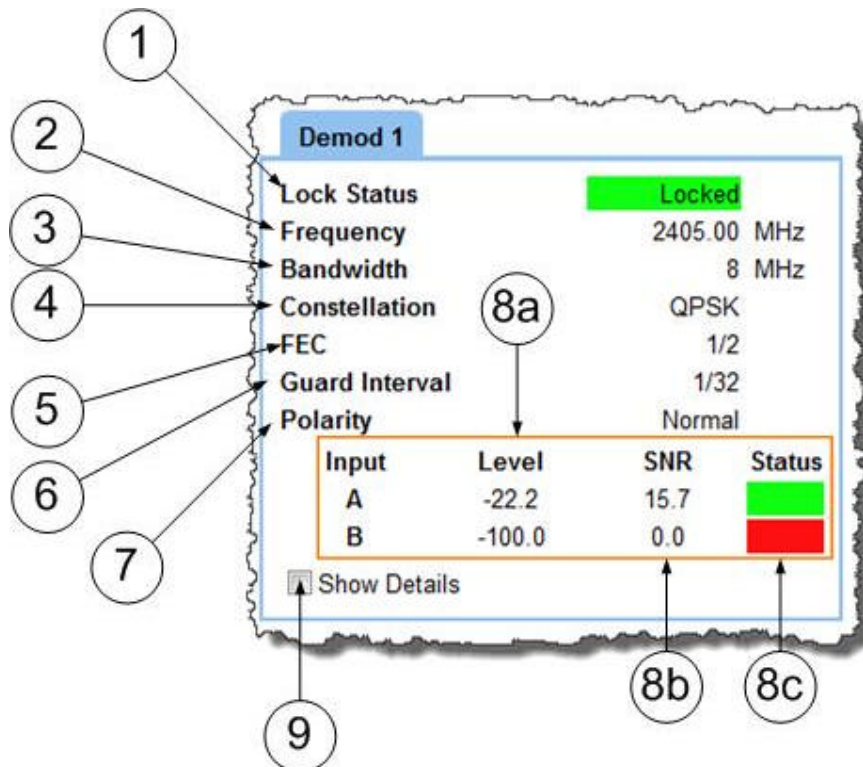 1
2
3
4
5
6
7
Demod 1
Lock Status Locked
Frequency 2405.00 MHz
Bandwidth 8 MHz
Constellation QPSK
8a
FEC 1/2
Guard Interval 1/32
Polarity Normal
Input Level SNR Status
A -22.2 15.7
B -100.0 0.0
Show Details
8b 8c
9